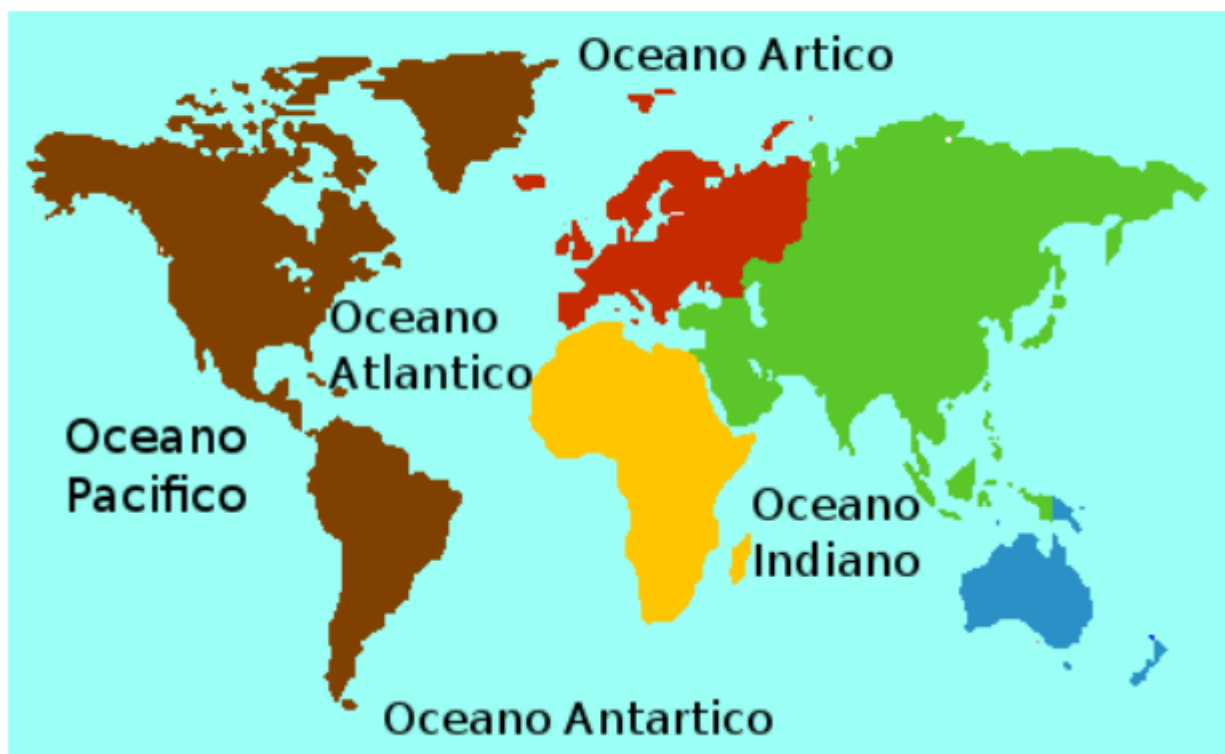 Oceano Artico
Oceano
Atlantico
Oceano
Pacifico
Oceano
Indiano
Oceano Antartico